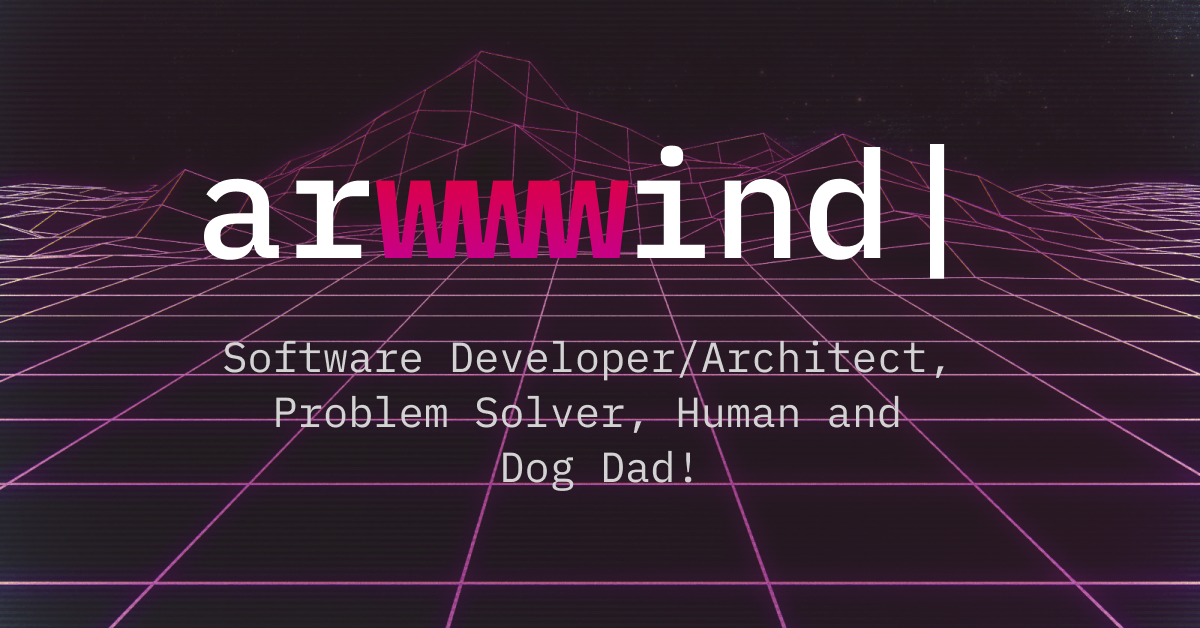 arwwwind|
Software Developer/Architect,
Problem Solver, Human and
Dog Dad!